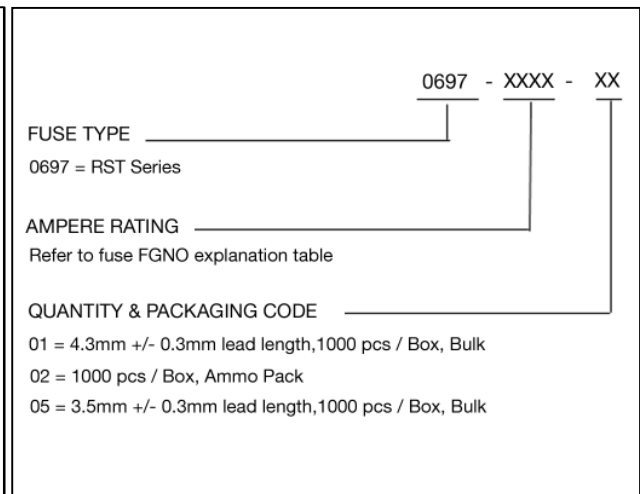 0697 - XXXX - XX
FUSE TYPE
0697 = RST Series
AMPERE RATING
Refer to fuse FGNO explanation table
QUANTITY & PACKAGING CODE
01 = 4.3mm +/- 0.3mm lead length,1000 pcs / Box, Bulk
02 = 1000 pcs / Box, Ammo Pack
05 = 3.5mm +/- 0.3mm lead length,1000 pcs / Box, Bulk